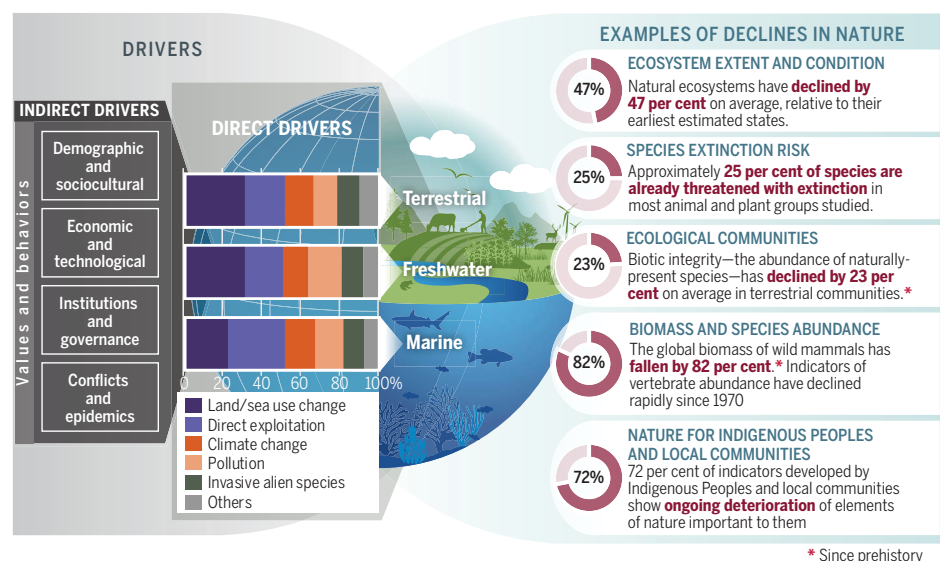 DRIVERS
INDIRECT DRIVERS
Values and behaviors
Demographic
and
sociocultural
Economic
and
technological
Institutions
and
governance
Conflicts
and
epidemics
DIRECT DRIVERS
Terrestrial
Freshwater
Marine
0 20 40 60 80 100%
Land/sea use change
Direct exploitation
Climate change
Pollution
Invasive alien species
Others
EXAMPLES OF DECLINES IN NATURE
47%
ECOSYSTEM EXTENT AND CONDITION
Natural ecosystems have declined by
47 per cent on average, relative to their
earliest estimated states.
25%
SPECIES EXTINCTION RISK
Approximately 25 per cent of species are
already threatened with extinction in
most animal and plant groups studied.
23%
ECOLOGICAL COMMUNITIES
Biotic integrity—the abundance of naturally-
present species—has declined by 23 per
cent on average in terrestrial communities.*
82%
BIOMASS AND SPECIES ABUNDANCE
The global biomass of wild mammals has
fallen by 82 per cent.* Indicators of
vertebrate abundance have declined
rapidly since 1970
72%
NATURE FOR INDIGENOUS PEOPLES
AND LOCAL COMMUNITIES
72 per cent of indicators developed by
Indigenous Peoples and local communities
show ongoing deterioration of elements
of nature important to them
* Since prehistory